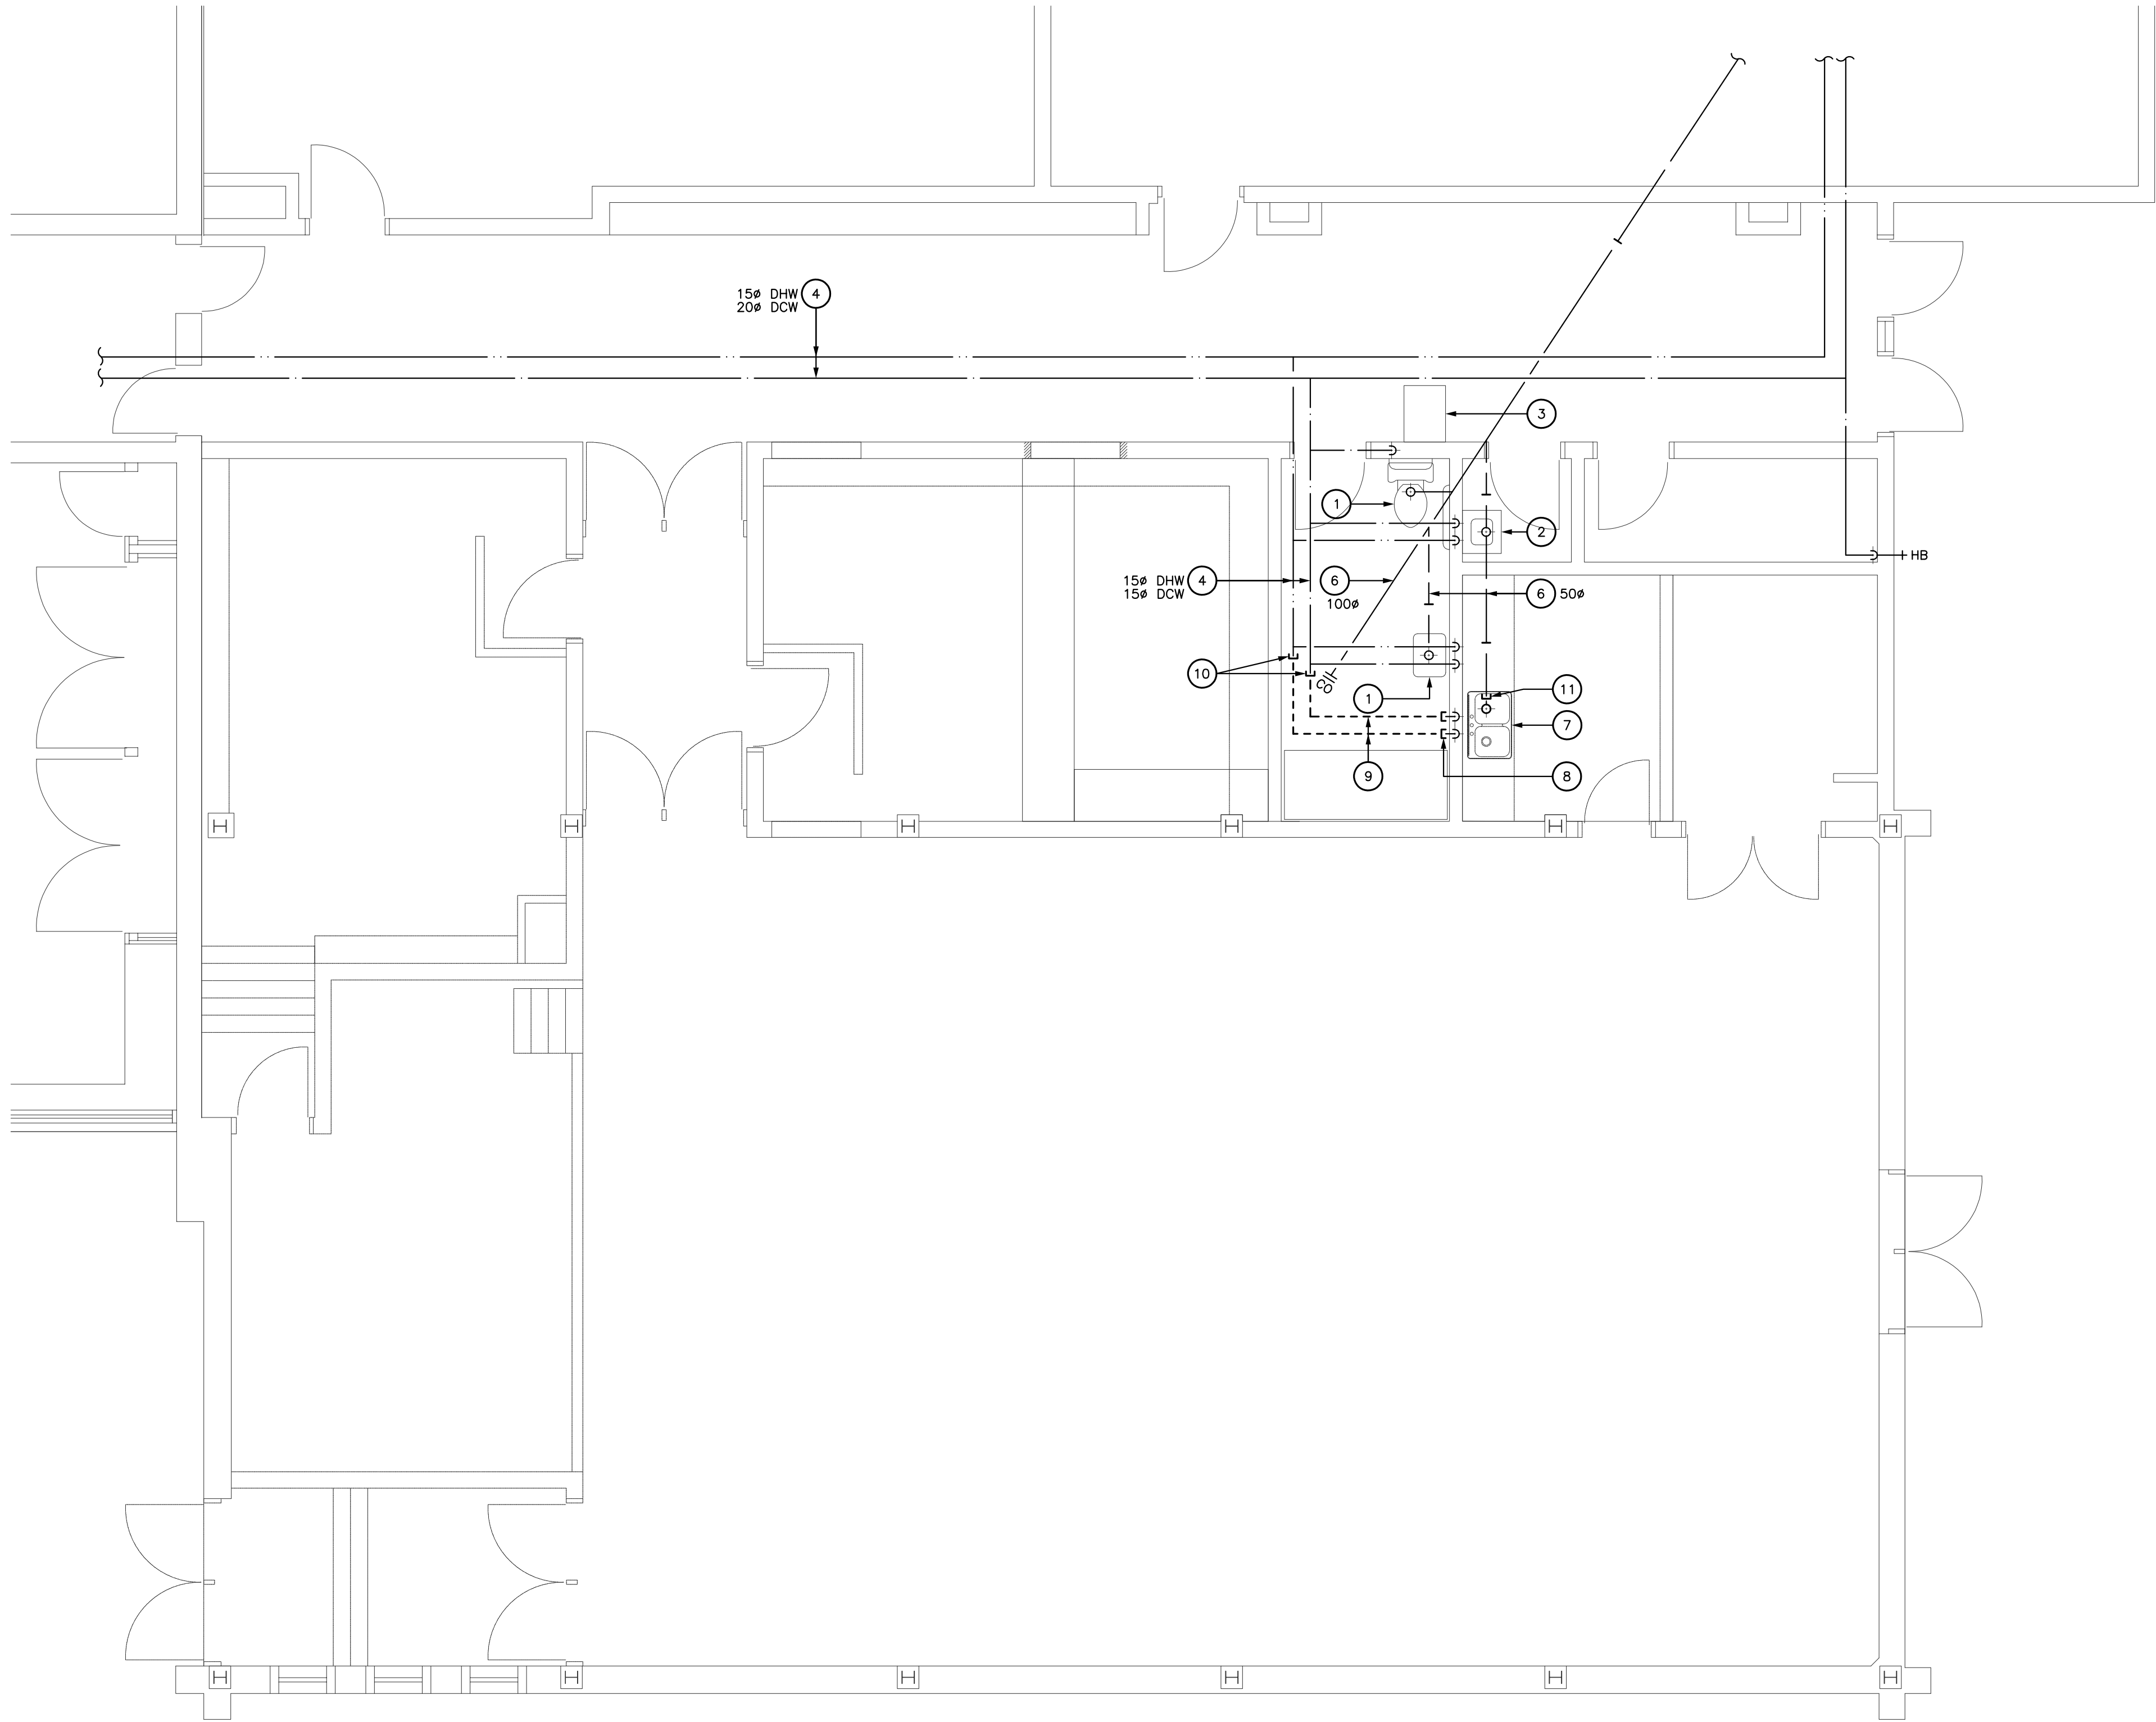 15ø DHW 4
20ø DCW
3
1
2
HB
15ø DHW 4
15ø DCW
6
100ø
6 50ø
10
CO
1
11
7
9
8
H H H H H H
H H H H H H